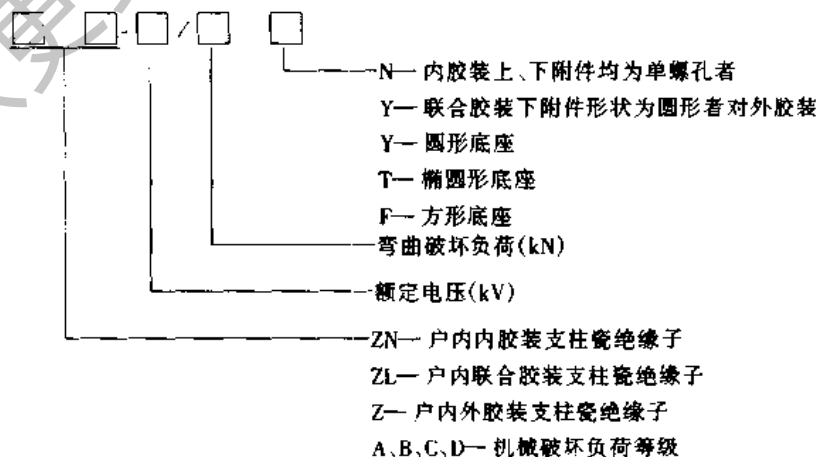 □ □-□/□ □
N— 内胶装上、下附件均为单螺孔者
Y— 联合胶装下附件形状为圆形者对外胶装
Y— 圆形底座
T— 椭圆形底座
F— 方形底座
弯曲破坏负荷(kN)
额定电压(kV)
ZN— 户内内胶装支柱瓷绝缘子
ZL— 户内联合胶装支柱瓷绝缘子
Z— 户内外胶装支柱瓷绝缘子
A、B、C、D— 机械破坏负荷等级